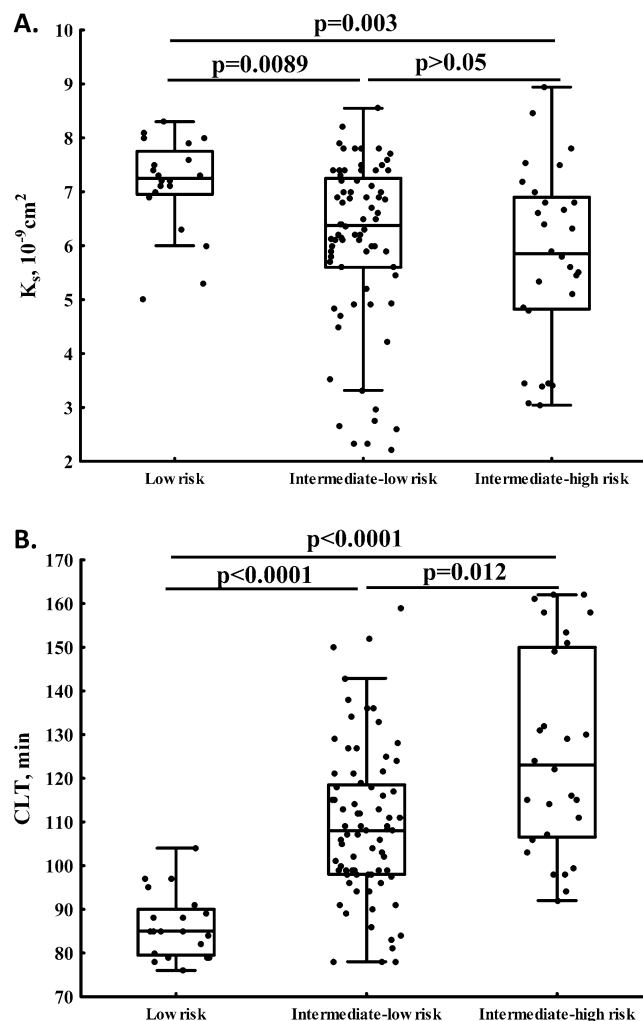 A.
p=0.003
p=0.0089 p>0.05
10
9
8
7
6
5
4
3
2
Ks, 10-9cm2
Low risk Intermediate-low risk Intermediate-high risk
B.
p<0.0001
p<0.0001 p=0.012
170
160
150
140
130
120
110
100
90
80
70
CLT, min
Low risk Intermediate-low risk Intermediate-high risk